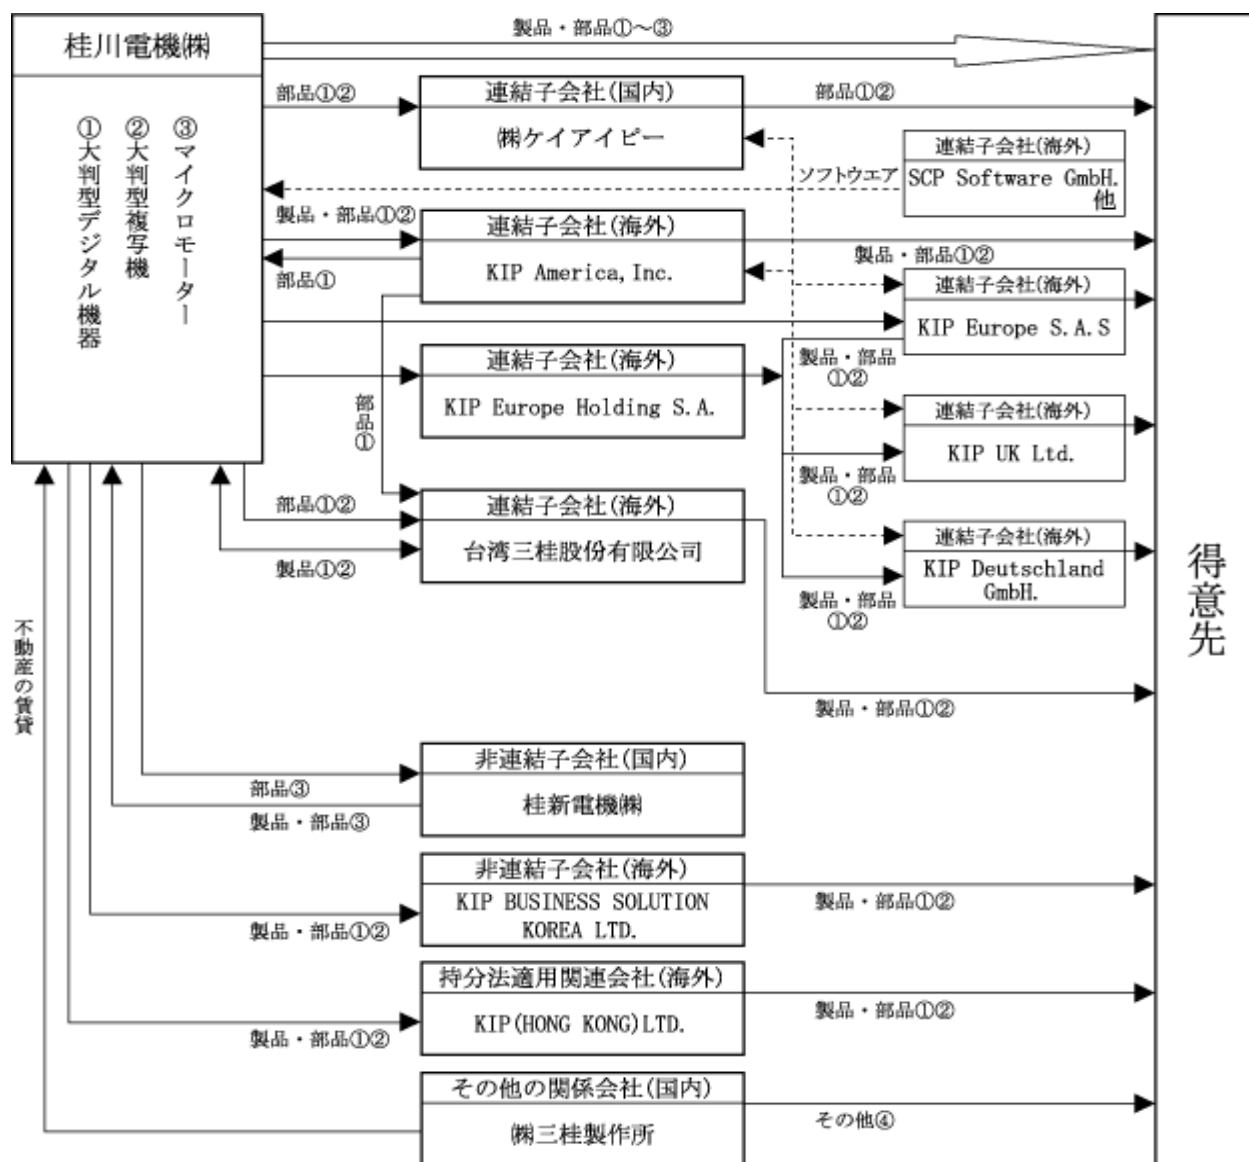 桂川電機㈱
①大判型デジタル機器
②大判型複写機
③マイクロモーター
製品・部品①～③
部品①②
連結子会社(国内)
㈱ケイアイピー
部品①②
連結子会社(海外)
SCP Software GmbH.
他
ソフトウエア
製品・部品①②
連結子会社(海外)
KIP America,Inc.
部品①
製品・部品①②
連結子会社(海外)
KIP Europe S.A.S
製品・部品
①②
連結子会社(海外)
KIP Europe Holding S.A.
部品①
連結子会社(海外)
KIP UK Ltd.
製品・部品
①②
部品①②
連結子会社(海外)
台湾三桂股份有限公司
製品①②
連結子会社(海外)
KIP Deutschland
GmbH.
製品・部品
①②
得意先
不動産の賃貸
製品・部品①②
非連結子会社(国内)
桂新電機㈱
部品③
製品・部品③
非連結子会社(海外)
KIP BUSINESS SOLUTION
KOREA LTD.
製品・部品①②
製品・部品①②
持分法適用関連会社(海外)
KIP(HONG KONG)LTD.
製品・部品①②
製品・部品①②
その他の関係会社(国内)
㈱三桂製作所
その他④